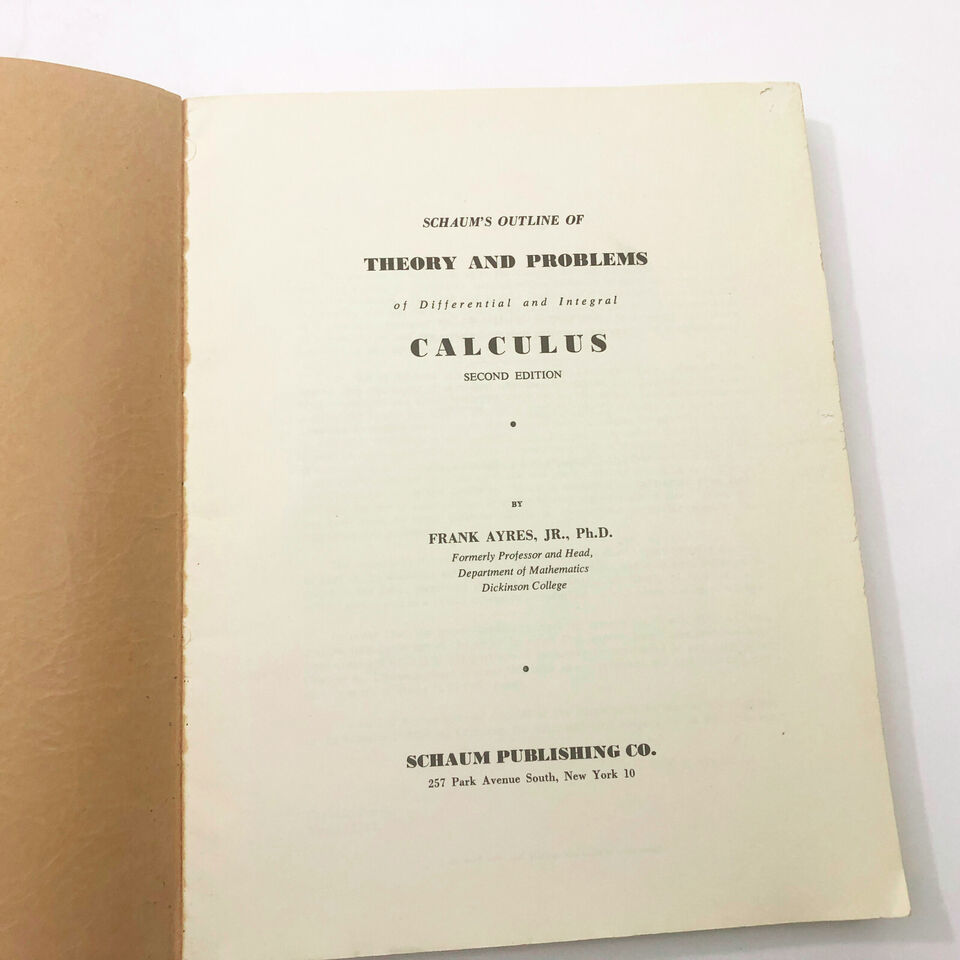 SCHAUM'S OUTLINE OF
THEORY AND PROBLEMS
of Differential and Integral
CALCULUS
SECOND EDITION
BY
FRANK AYRES, JR., Ph.D.
Formerly Professor and Head,
Department of Mathematics
Dickinson College
SCHAUM PUBLISHING CO.
257 Park Avenue South, New York 10